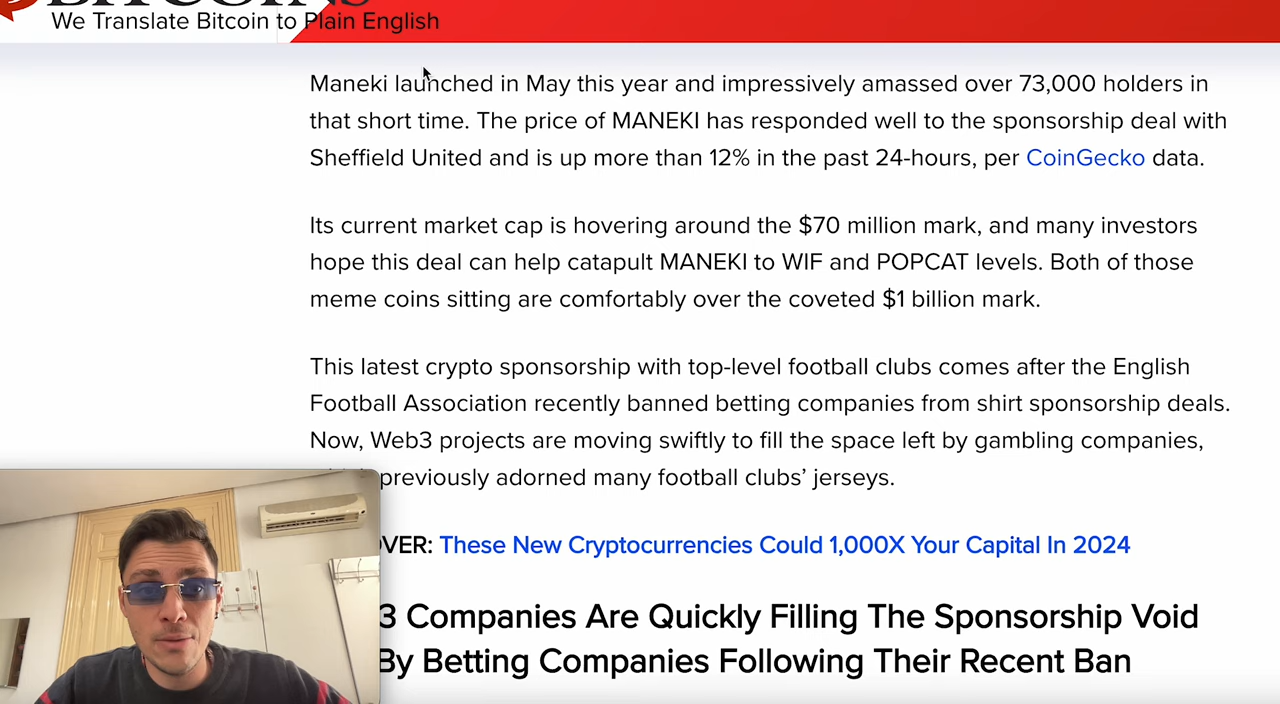 We Translate Bitcoin to Plain English
Maneki launched in May this year and impressively amassed over 73,000 holders in
that short time. The price of MANEKI has responded well to the sponsorship deal with
Sheffield United and is up more than 12% in the past 24-hours, per CoinGecko data.
Its current market cap is hovering around the $70 million mark, and many investors
hope this deal can help catapult MANEKI to WIF and POPCAT levels. Both of those
meme coins sitting are comfortably over the coveted $1 billion mark.
This latest crypto sponsorship with top-level football clubs comes after the English
Football Association recently banned betting companies from shirt sponsorship deals.
Now, Web3 projects are moving swiftly to fill the space left by gambling companies,
previously adorned many football clubs' jerseys.
OVER: These New Cryptocurrencies Could 1,000X Your Capital In 2024
3 Companies Are Quickly Filling The Sponsorship Void
By Betting Companies Following Their Recent Ban